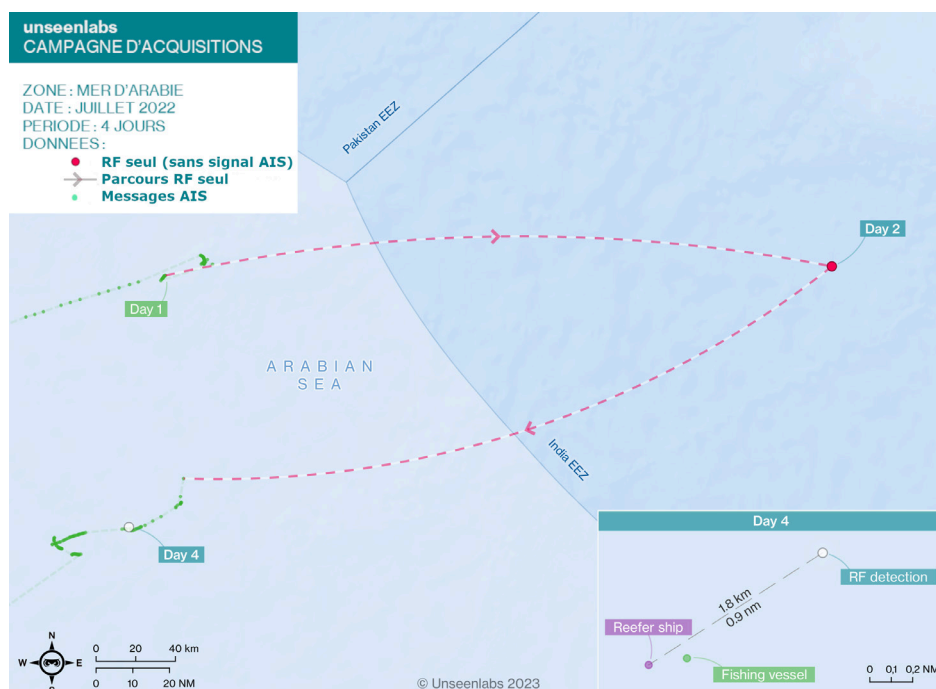 unseenlabs
CAMPAGNE D'ACQUISITIONS
ZONE : MER D'ARABIE
DATE : JUILLET 2022
PERIODE : 4 JOURS
DONNEES :
RF seul (sans signal AIS)
Parcours RF seul
Messages AIS
Pakistan EEZ
Day 2
Day 1
ARABIAN
SEA
India EEZ
Day 4
Day 4
RF detection
1.8 km
0.9 nm
Reefer ship
Fishing vessel
N
W E
S
0 20 40 km
0 10 20 NM
0 0,1 0,2 NM
© Unseenlabs 2023